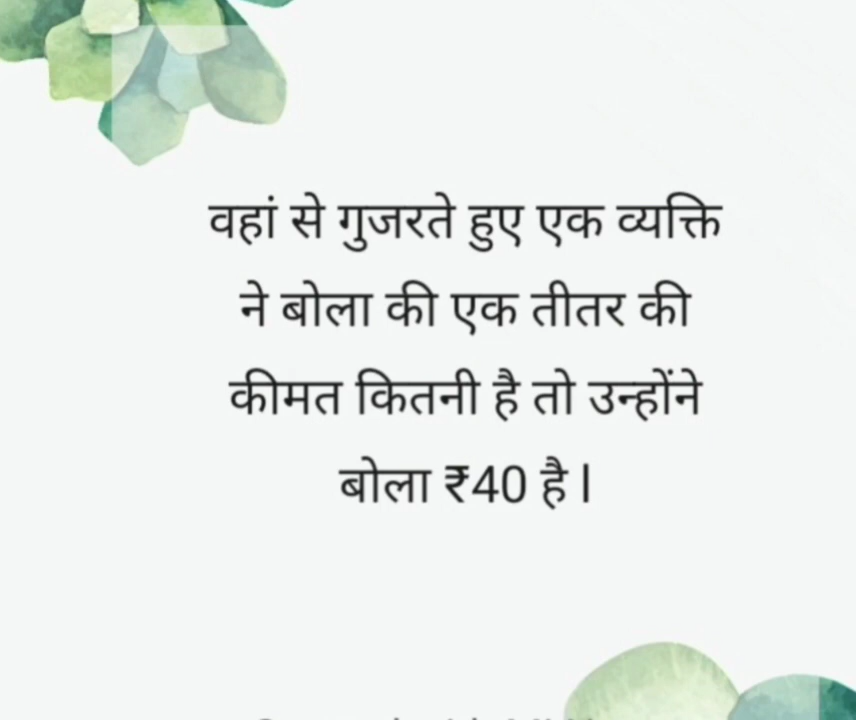 वहां से गुजरते हुए एक व्यक्ति
ने बोला की एक तीतर की
कीमत कितनी है तो उन्होंने
बोला ₹40 है।